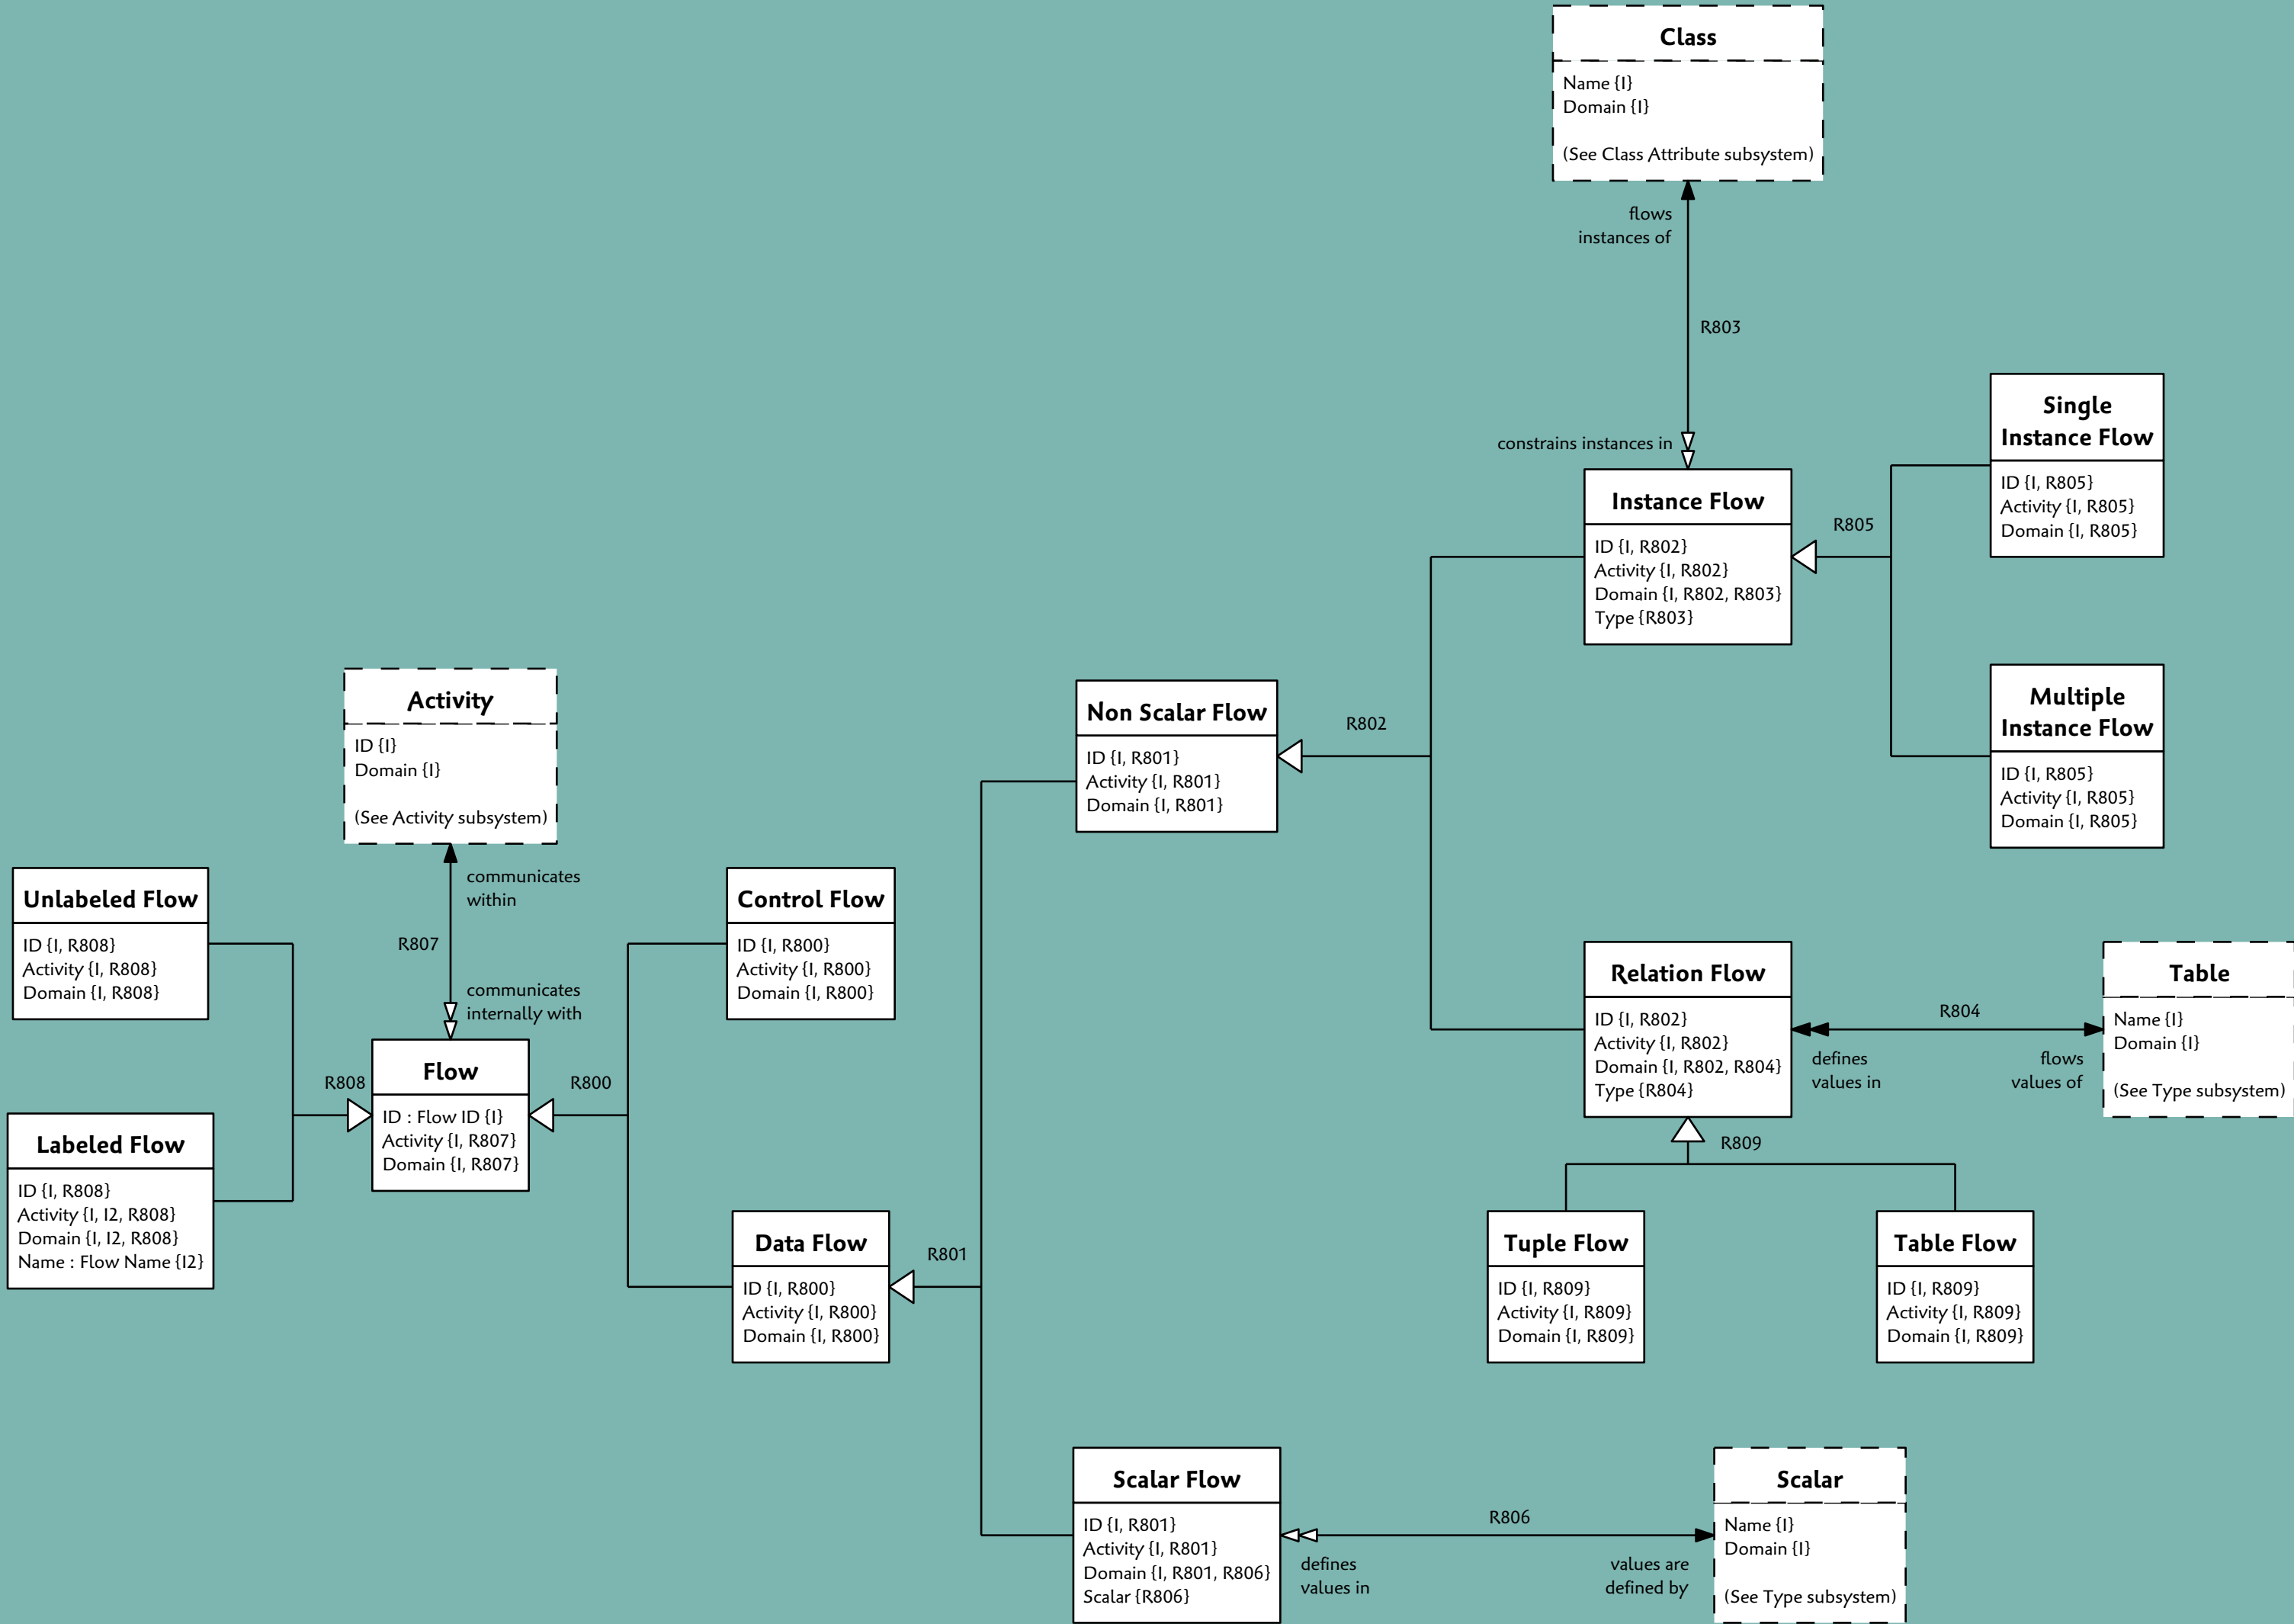 Class
Name {I}
Domain {I}
(See Class Attribute subsystem)
flows
instances of
R803
constrains instances in
Single
Instance Flow
ID {I, R805}
Activity {I, R805}
Domain {I, R805}
Instance Flow
ID {I, R802}
Activity {I, R802}
Domain {I, R802, R803}
Type {R803}
R805
Multiple
Instance Flow
ID {I, R805}
Activity {I, R805}
Domain {I, R805}
Activity
ID {I}
Domain {I}
(See Activity subsystem)
Non Scalar Flow
ID {I, R801}
Activity {I, R801}
Domain {I, R801}
R802
communicates
within
R807
communicates
internally with
Unlabeled Flow
ID {I, R808}
Activity {I, R808}
Domain {I, R808}
Control Flow
ID {I, R800}
Activity {I, R800}
Domain {I, R800}
Relation Flow
ID {I, R802}
Activity {I, R802}
Domain {I, R802, R804}
Type {R804}
R804
defines
values in
flows
values of
Table
Name {I}
Domain {I}
(See Type subsystem)
R808
Flow
ID : Flow ID {I}
Activity {I, R807}
Domain {I, R807}
R800
Labeled Flow
ID {I, R808}
Activity {I, I2, R808}
Domain {I, I2, R808}
Name : Flow Name {I2}
R809
Data Flow
ID {I, R800}
Activity {I, R800}
Domain {I, R800}
R801
Tuple Flow
ID {I, R809}
Activity {I, R809}
Domain {I, R809}
Table Flow
ID {I, R809}
Activity {I, R809}
Domain {I, R809}
Scalar Flow
ID {I, R801}
Activity {I, R801}
Domain {I, R801, R806}
Scalar {R806}
R806
defines
values in
values are
defined by
Scalar
Name {I}
Domain {I}
(See Type subsystem)